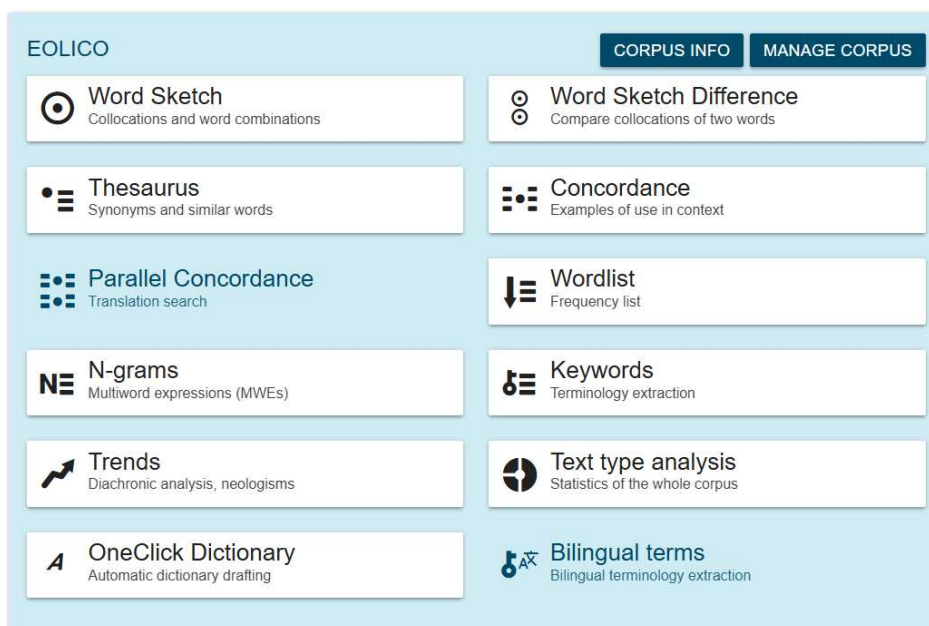 EOLICO
CORPUS INFO
MANAGE CORPUS
Word Sketch
Collocations and word combinations
Word Sketch Difference
Compare collocations of two words
Thesaurus
Synonyms and similar words
Concordance
Examples of use in context
Parallel Concordance
Translation search
Wordlist
Frequency list
N-grams
Multiword expressions (MWEs)
Keywords
Terminology extraction
Trends
Diachronic analysis, neologisms
Text type analysis
Statistics of the whole corpus
OneClick Dictionary
Automatic dictionary drafting
Bilingual terms
Bilingual terminology extraction